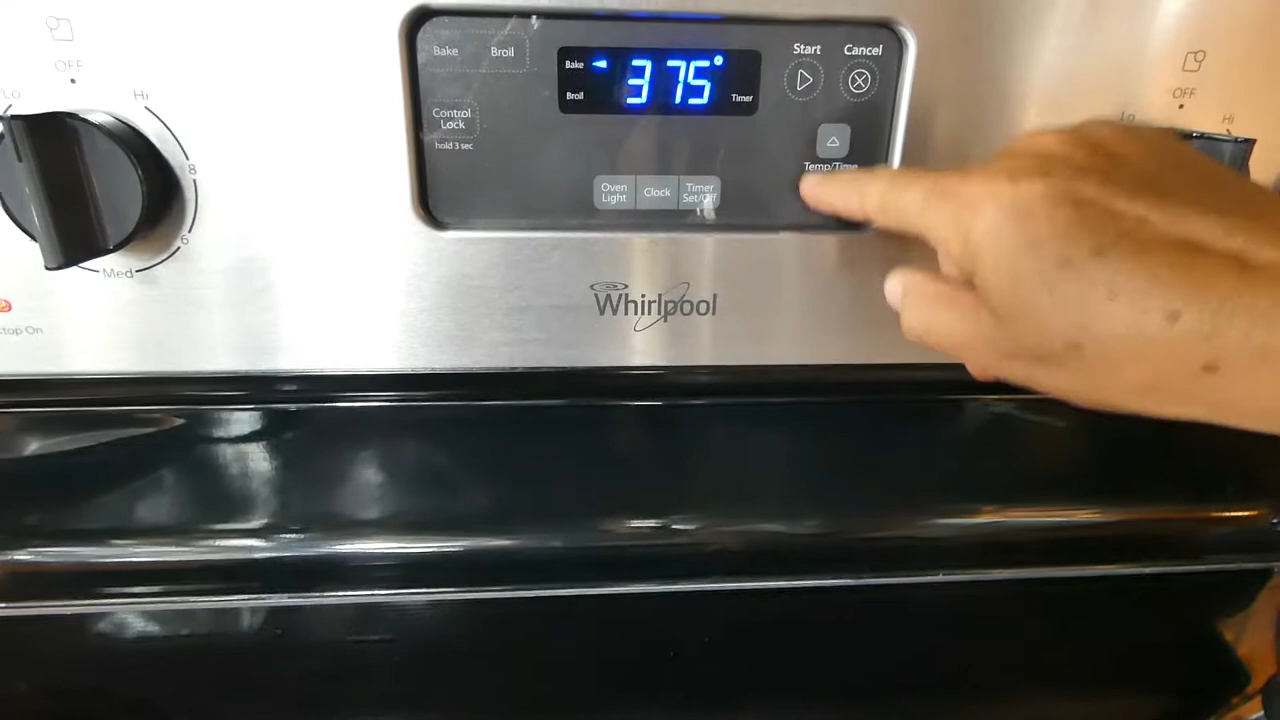 OFF
Lo
Hi
8
6
Med
top On
Bake Broil
Control
Lock
hold 3 sec
Bake
375°
Broil
Timer
Start Cancel
Temp/Time
Oven
Light
Clock
Timer
Set/Off
Whirlpool
OFF
Lo
Hi